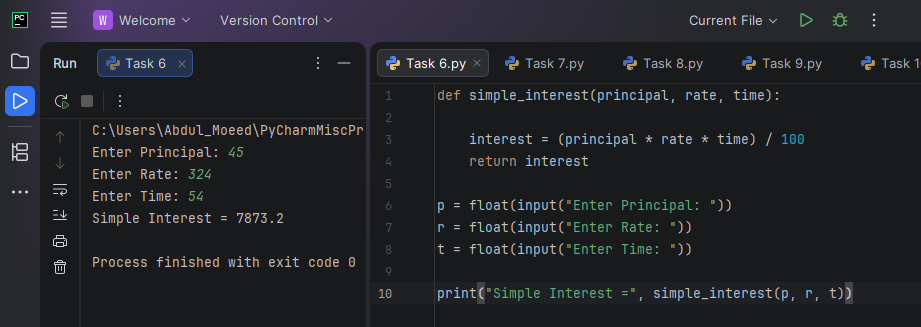 PC
W Welcome
Version Control
Current File
Run
Task 6
Task 6.py
Task 7.py
Task 8.py
Task 9.py
Task 1
C:\Users\Abdul_Moeed\PyCharmMiscPr
Enter Principal: 45
Enter Rate: 324
Enter Time: 54
Simple Interest = 7873.2
Process finished with exit code 0
1 def simple_interest(principal, rate, time):
2
3 interest = (principal * rate * time) / 100
4 return interest
5
6 p = float(input("Enter Principal: "))
7 r = float(input("Enter Rate: "))
8 t = float(input("Enter Time: "))
9
10 print("Simple Interest =", simple_interest(p, r, t))